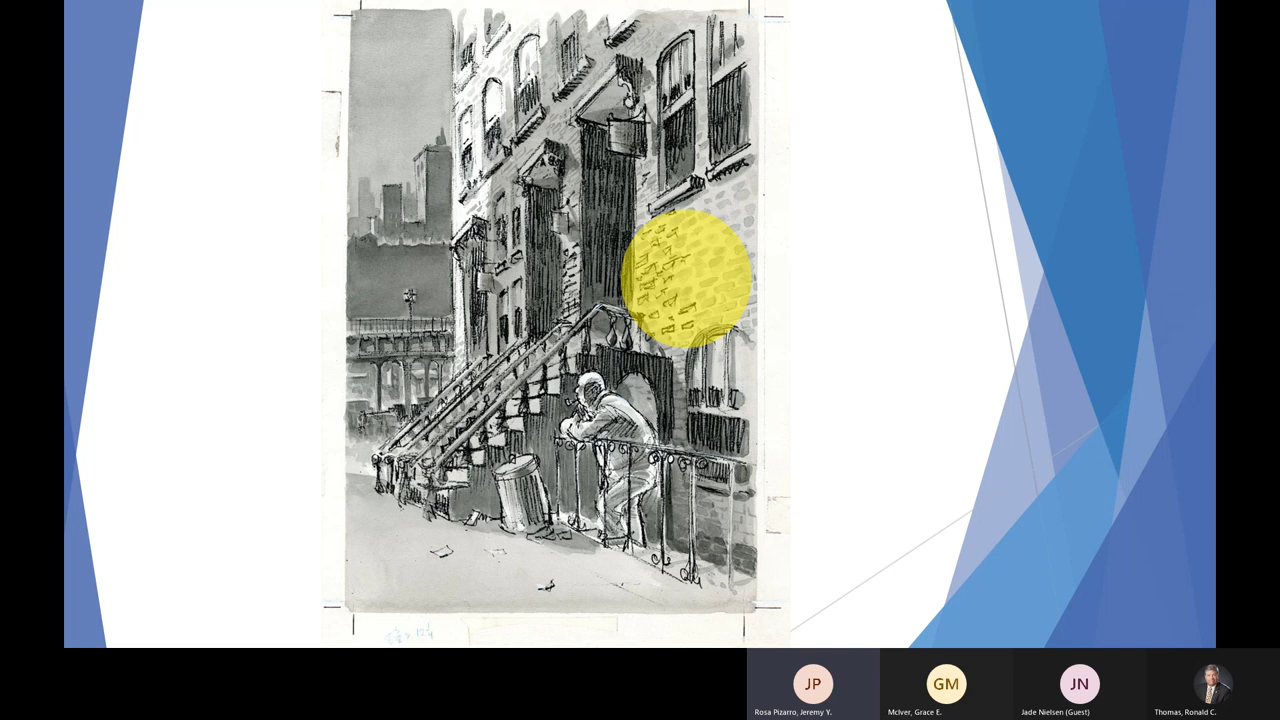 JP
GM
JN
Rosa Pizarro, Jeremy Y.
McIver, Grace E.
Jade Nielsen (Guest)
Thomas, Ronald C.